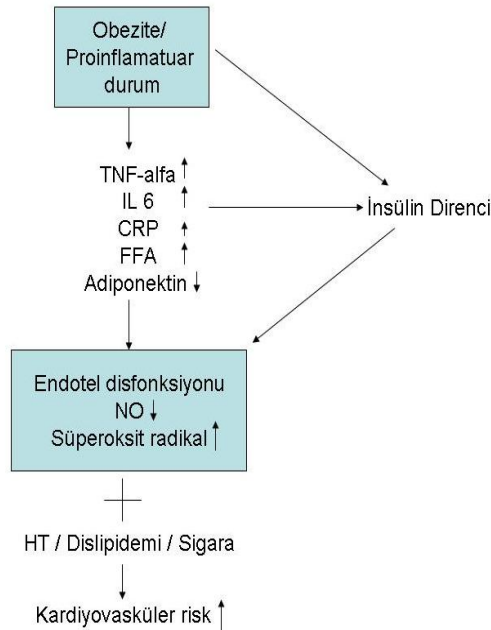 Obezite/
Proinflamatuar
durum
TNF-alfa ↑
IL 6 ↑
CRP ↑
FFA ↑
Adiponektin ↓
İnsülin Direnci
Endotel disfonksiyonu
NO ↓
Süperoksit radikal ↑
+
HT / Dislipidemi / Sigara
Kardiyovasküler risk ↑